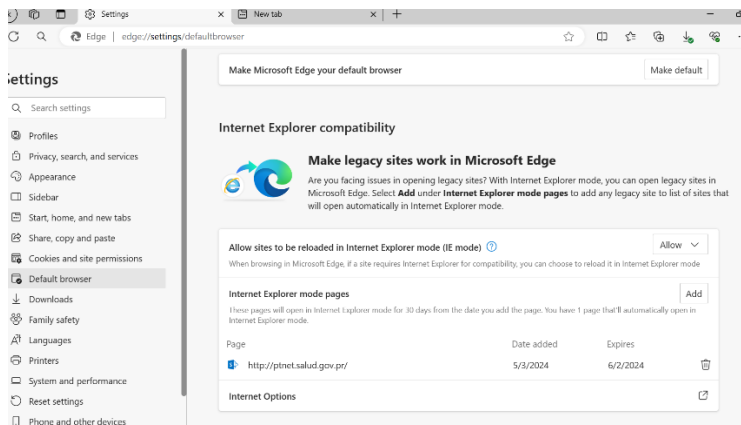 Settings
New tab
Edge | edge://settings/defaultbrowser
Settings
Search settings
Profiles
Privacy, search, and services
Appearance
Sidebar
Start, home, and new tabs
Share, copy and paste
Cookies and site permissions
Default browser
Downloads
Family safety
Languages
Printers
System and performance
Reset settings
Phone and other devices
Make Microsoft Edge your default browser
Make default
Internet Explorer compatibility
Make legacy sites work in Microsoft Edge
Are you facing issues in opening legacy sites? With Internet Explorer mode, you can open legacy sites in
Microsoft Edge. Select Add under Internet Explorer mode pages to add any legacy site to list of sites that
will open automatically in Internet Explorer mode.
Allow sites to be reloaded in Internet Explorer mode (IE mode)
Allow
When browsing in Microsoft Edge, if a site requires Internet Explorer for compatibility, you can choose to reload it in Internet Explorer mode
Internet Explorer mode pages
Add
These pages will open in Internet Explorer mode for 30 days from the date you add the page. You have 1 page that'll automatically open in
Internet Explorer mode.
Page Date added Expires
http://ptnet.salud.gov.pr/ 5/3/2024 6/2/2024
Internet Options